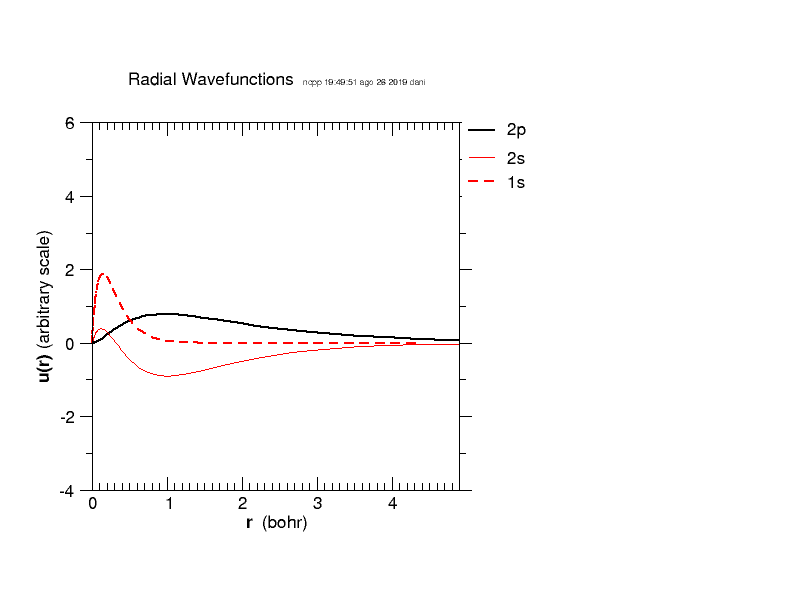 Radial Wavefunctions ncpp 19:49:51 ago 26 2019 dani
2p
2s
1s
6
4
2
0
-2
-4
u(r) (arbitrary scale)
0 1 2 3 4
r (bohr)